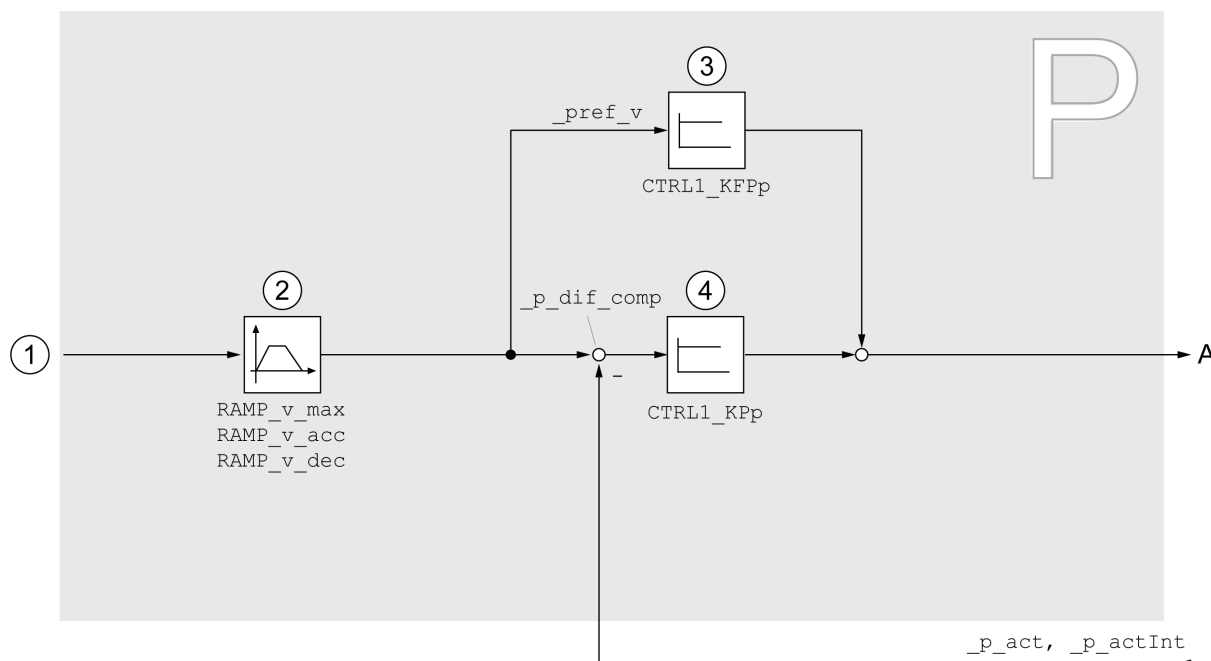 P
3
_pref_v
CTRL1_KFPp
2
_p_dif_comp
4
1
A
-
RAMP_v_max
RAMP_v_acc
RAMP_v_dec
CTRL1_KPp
_p_act, _p_actInt